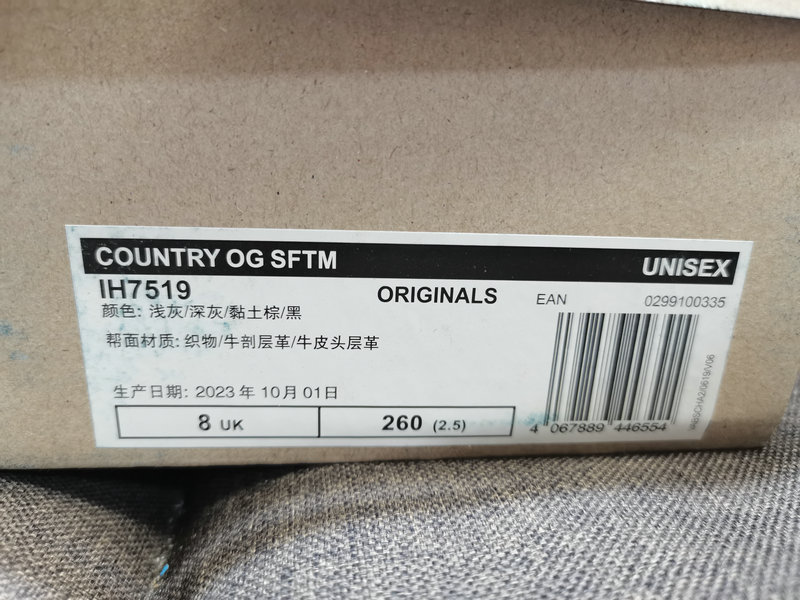 COUNTRY OG SFTM UNISEX
IH7519 ORIGINALS EAN 0299100335
颜色: 浅灰/深灰/黏土棕/黑
帮面材质: 织物/牛剖层革/牛皮头层革
生产日期: 2023 年 10 月 01日
8 UK 260 (2.5)
4 067889 446554